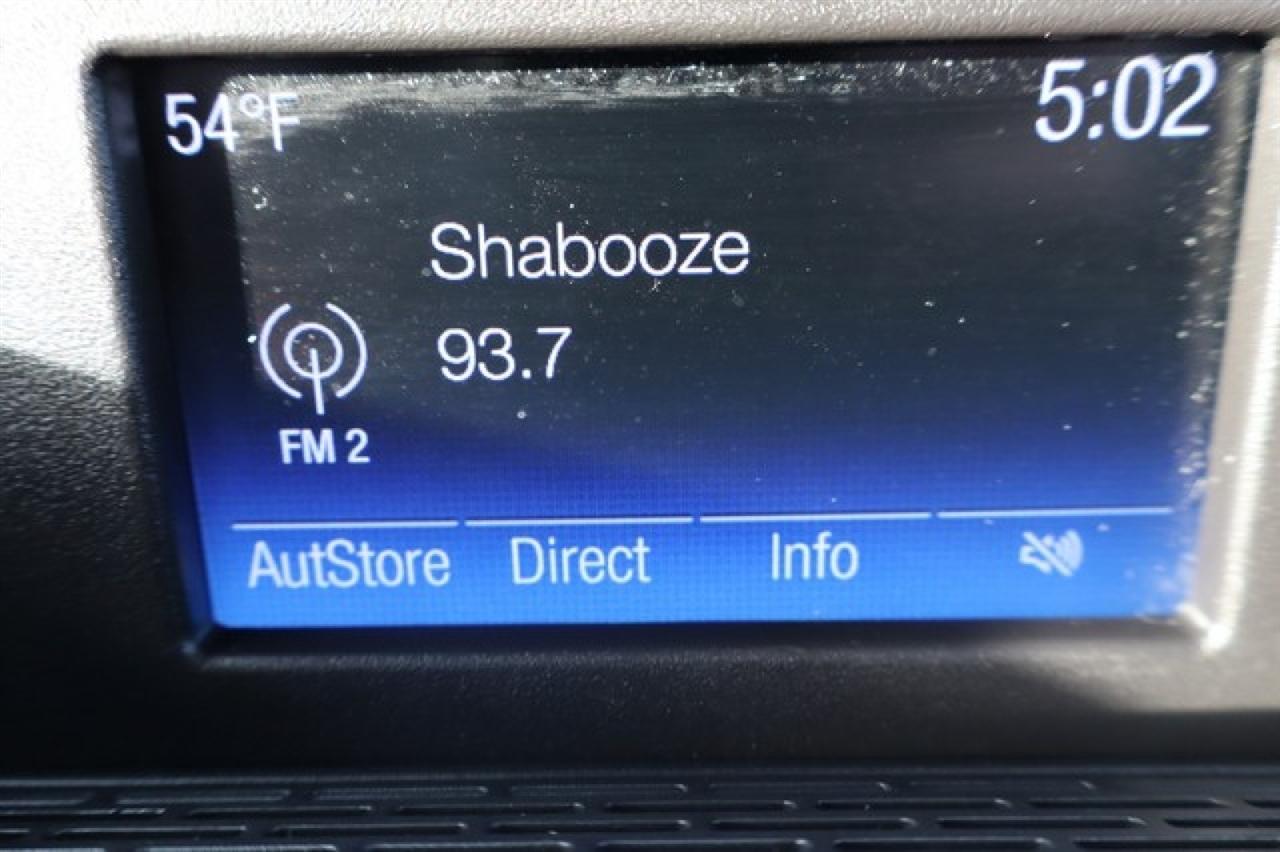 54°F 5:02
Shabooze
93.7
FM 2
AutStore Direct Info